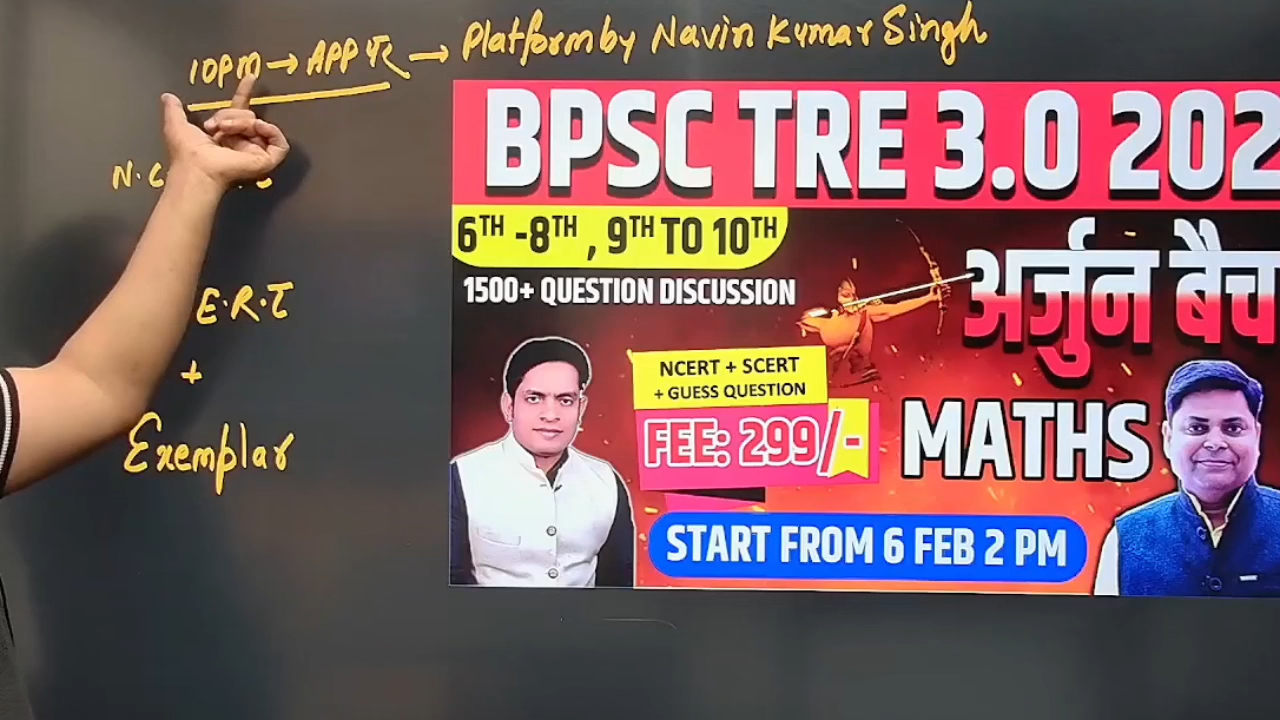 10PM → APP पर → Platform by Navin Kumar Singh
BPSC TRE 3.0 202
6TH -8TH , 9TH TO 10TH
1500+ QUESTION DISCUSSION
अर्जुन बैच
NCERT + SCERT
+ GUESS QUESTION
FEE: 299/-
MATHS
START FROM 6 FEB 2 PM
N.C
E.R.T
+
Exemplar